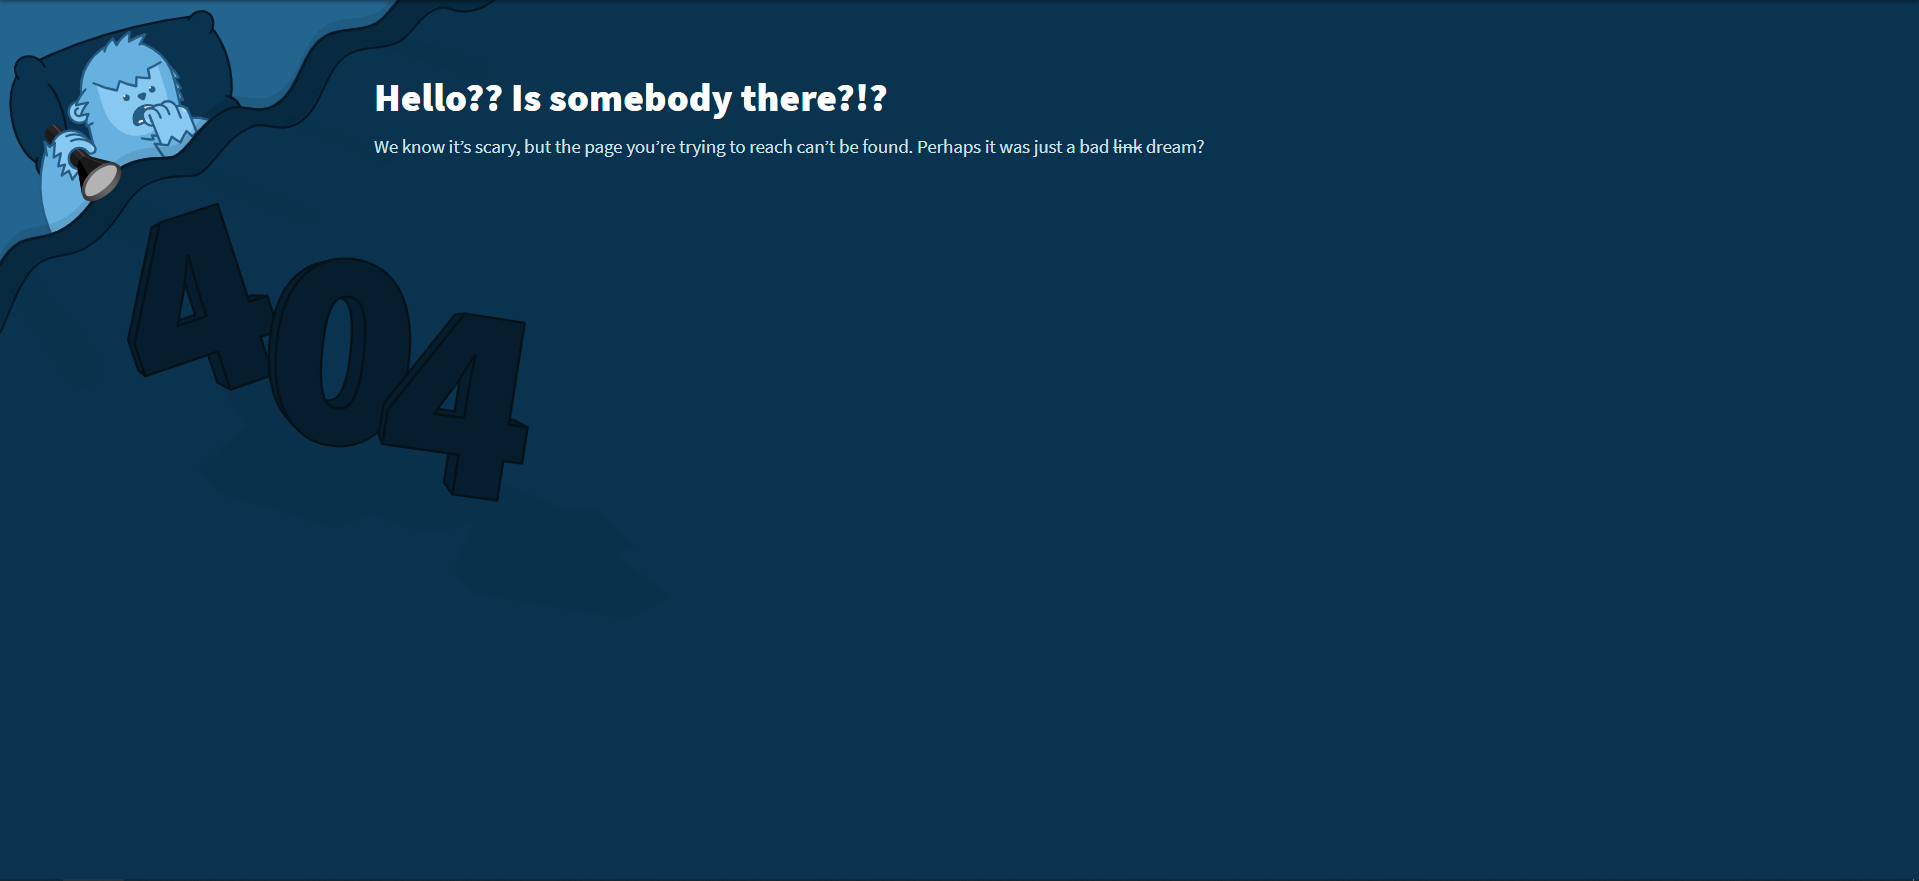 Hello?? Is somebody there?!?
We know it’s scary, but the page you’re trying to reach can’t be found. Perhaps it was just a bad link dream?
404